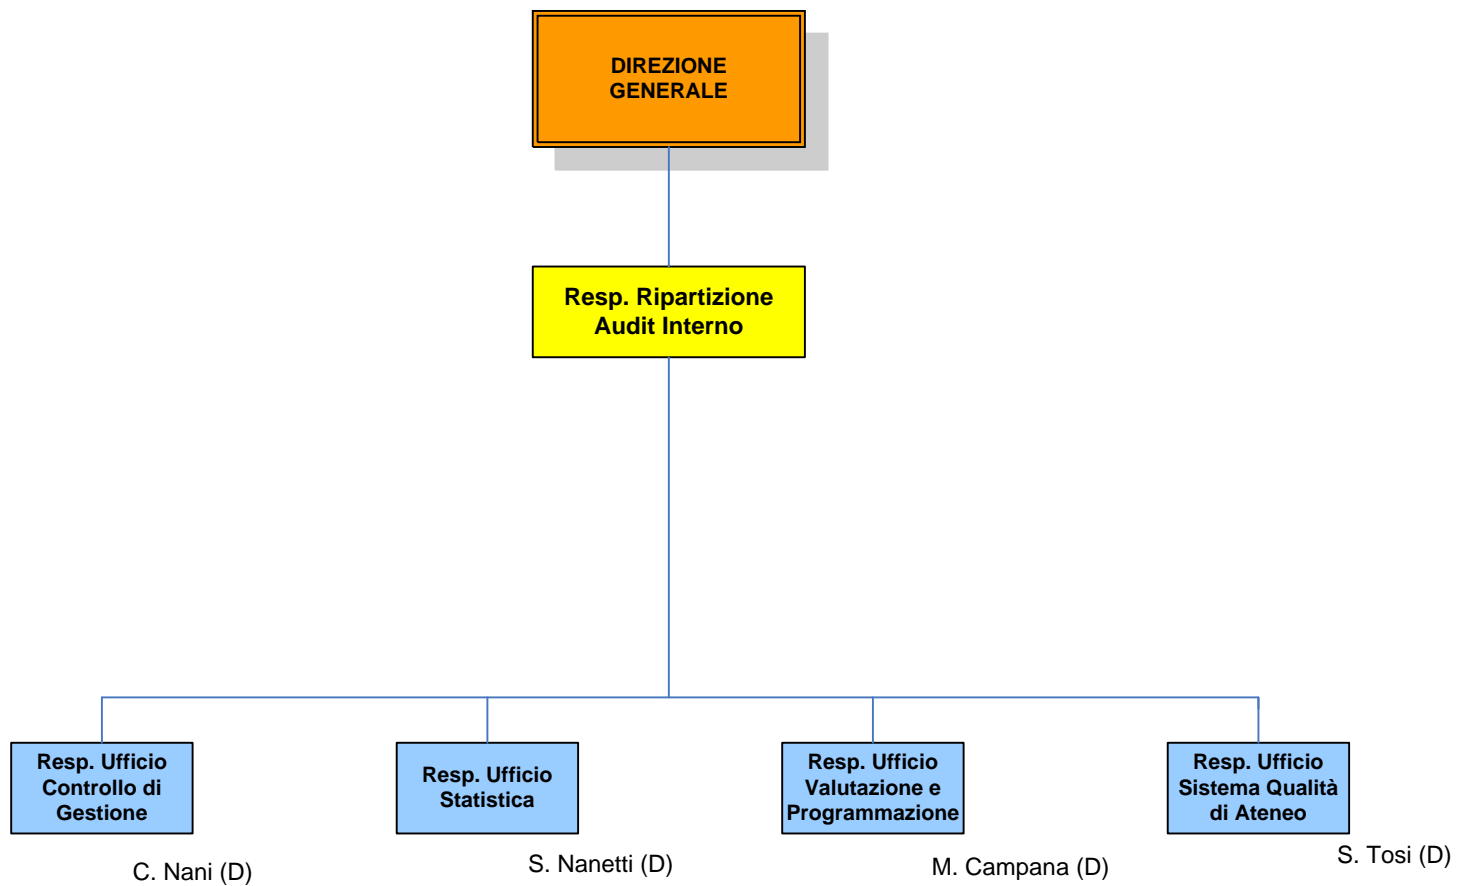 DIREZIONE
GENERALE
Resp. Ripartizione
Audit Interno
Resp. Ufficio
Controllo di
Gestione
Resp. Ufficio
Statistica
Resp. Ufficio
Valutazione e
Programmazione
Resp. Ufficio
Sistema Qualità
di Ateneo
C. Nani (D)
S. Nanetti (D)
M. Campana (D)
S. Tosi (D)